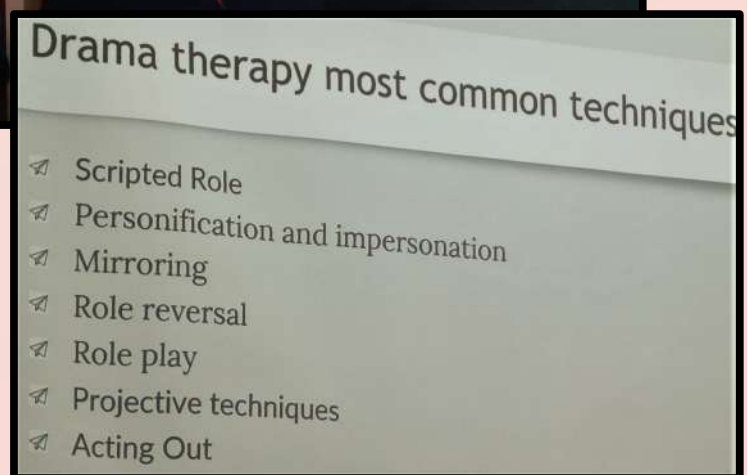 Drama therapy most common techniques
Scripted Role
Personification and impersonation
Mirroring
Role reversal
Role play
Projective techniques
Acting Out